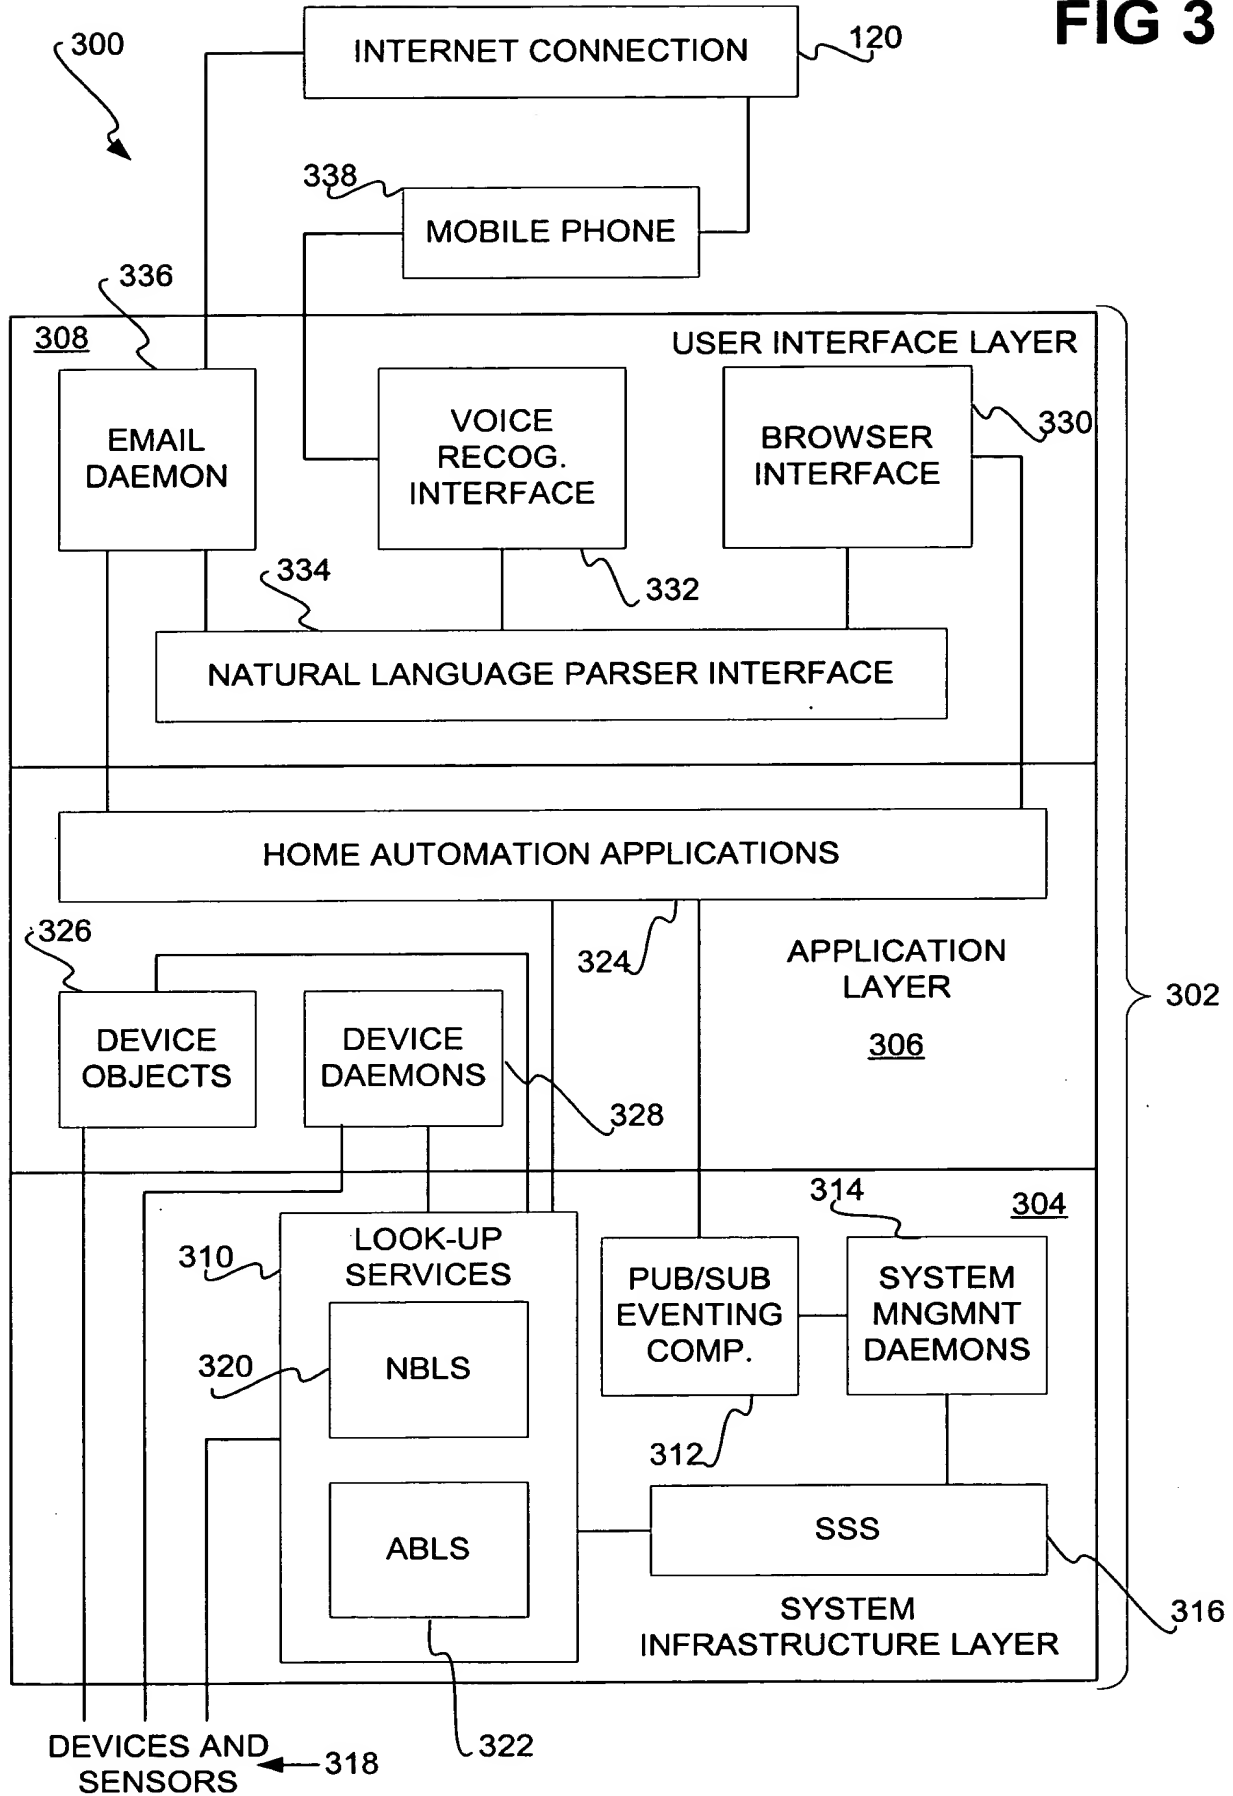 FIG 3
300
INTERNET CONNECTION
120
338
MOBILE PHONE
336
308
USER INTERFACE LAYER
EMAIL
DAEMON
VOICE
RECOG.
INTERFACE
BROWSER
INTERFACE
330
334
332
NATURAL LANGUAGE PARSER INTERFACE
HOME AUTOMATION APPLICATIONS
326
324
APPLICATION
LAYER
306
302
DEVICE
OBJECTS
DEVICE
DAEMONS
328
314
304
310
LOOK-UP
SERVICES
PUB/SUB
EVENTING
COMP.
SYSTEM
MNGMNT
DAEMONS
320
NBLS
312
ABLS
SSS
316
SYSTEM
INFRASTRUCTURE LAYER
322
DEVICES AND
SENSORS
318